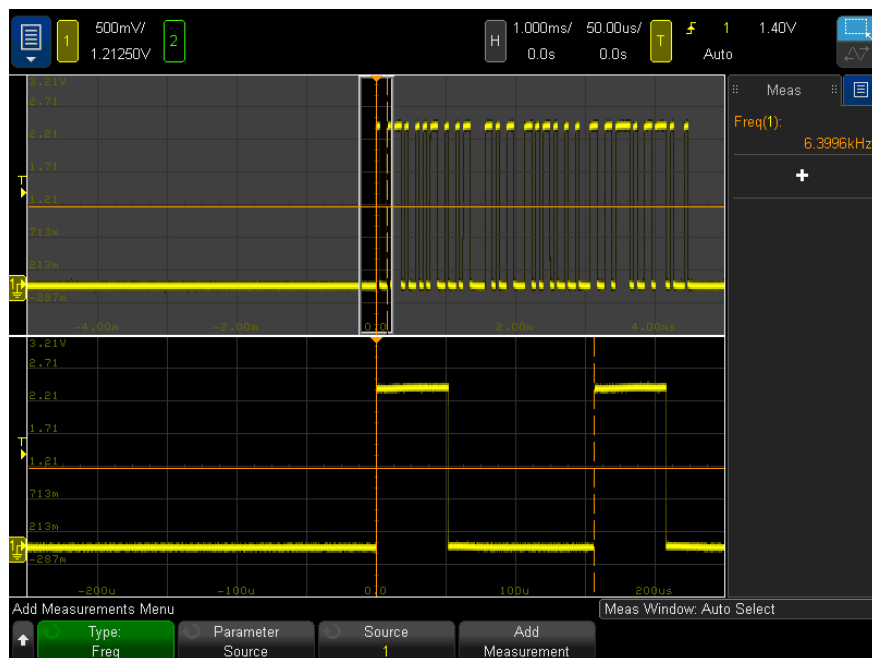 1 500mV/ 1.21250V 2
H 1.000ms/ 0.0s 50.00us/ 0.0s
T 1 1.40V Auto
Meas
Freq(1):
6.3996kHz
+
3.21V
2.71
2.21
1.71
1.21
713m
213m
-287m
T
1
-4.00m -2.00m 0.0 2.00m 4.00ms
3.21V
2.71
2.21
1.71
1.21
713m
213m
-287m
T
1
-200u -100u 0.0 100u 200us
Add Measurements Menu
Meas Window: Auto Select
Type: Freq
Parameter Source
Source 1
Add Measurement